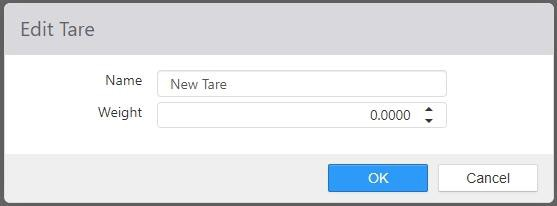 Edit Tare
Name New Tare
Weight 0.0000
OK Cancel